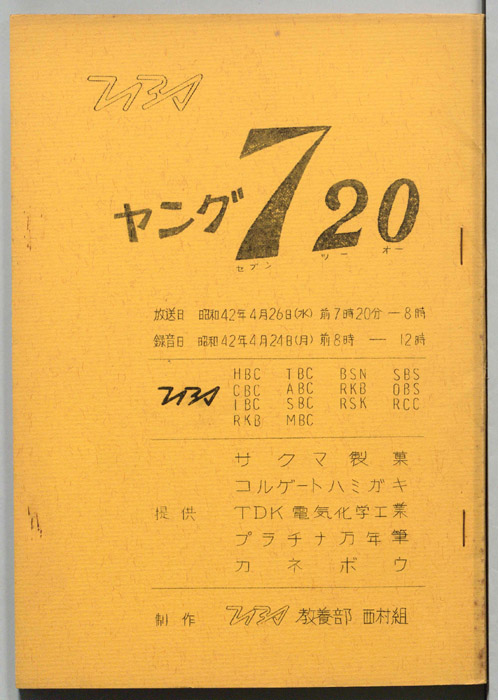 TBS
ヤング720
セブン ツー オー
放送日 昭和42年4月26日(水) 前7時20分―8時
録音日 昭和42年4月24日(月) 前8時 ― 12時
TBS
HBC TBC BSN SBS
CBC ABC RKB OBS
IBC SBC RSK RCC
RKB MBC
サクマ製菓
コルゲートハミガキ
提供 TDK電気化学工業
プラチナ万年筆
カネボウ
制作 TBS 教養部 西村組